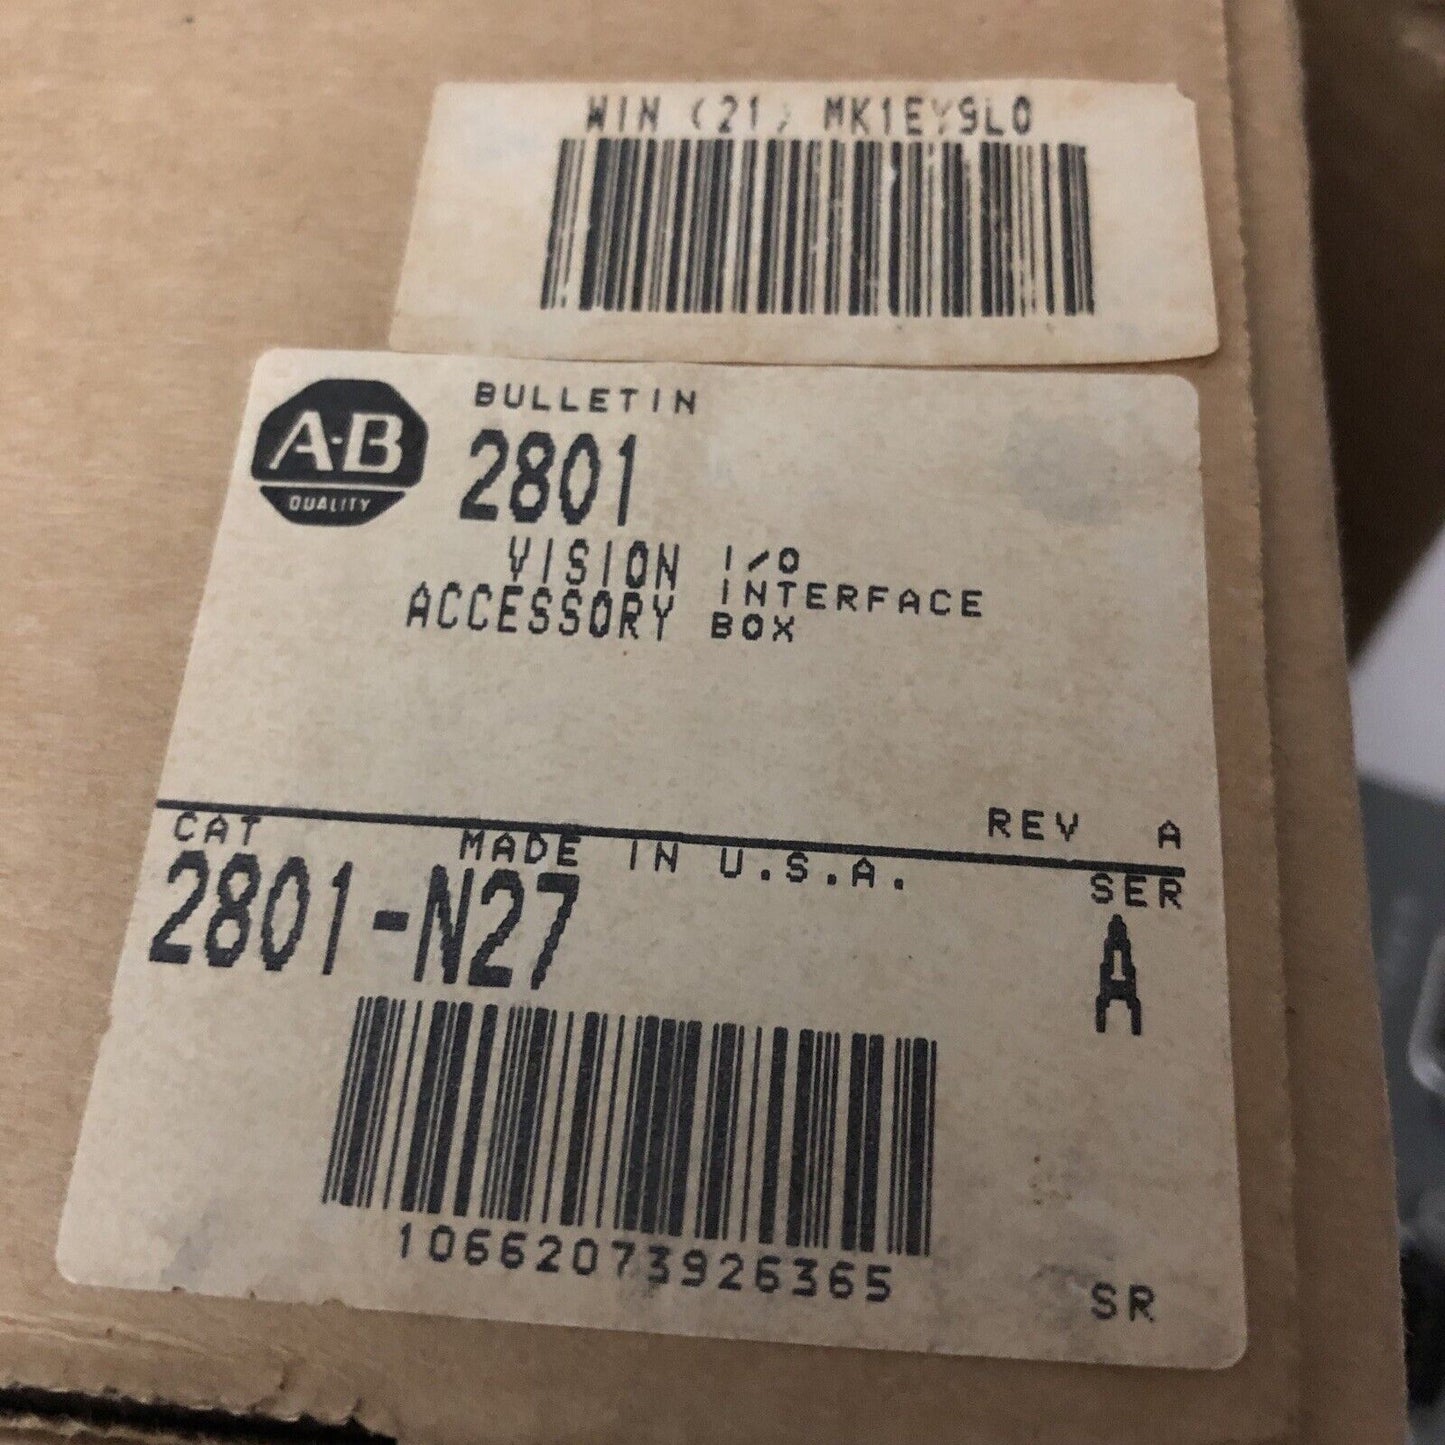 WIN (21) MK1EY9L0
A-B
QUALITY
BULLETIN
2801
VISION I/O
ACCESSORY INTERFACE
BOX
REV A
CAT MADE IN U.S.A. SER
2801-N27 A
10662073926365
SR